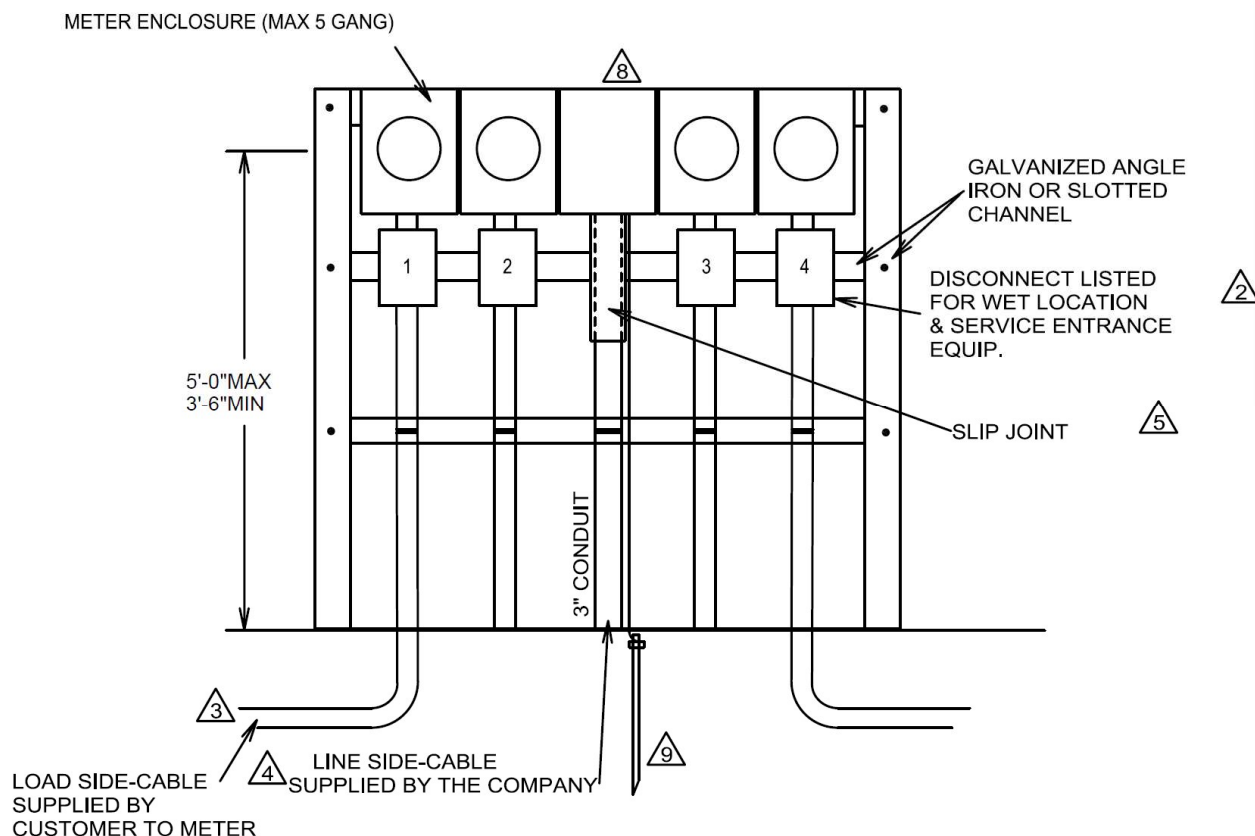 METER ENCLOSURE (MAX 5 GANG)
8
GALVANIZED ANGLE
IRON OR SLOTTED
CHANNEL
1
2
3
4
DISCONNECT LISTED
FOR WET LOCATION
& SERVICE ENTRANCE
EQUIP.
2
5'-0"MAX
3'-6"MIN
SLIP JOINT
5
3" CONDUIT
3
LOAD SIDE-CABLE
SUPPLIED BY
CUSTOMER TO METER
4
LINE SIDE-CABLE
SUPPLIED BY THE COMPANY
9